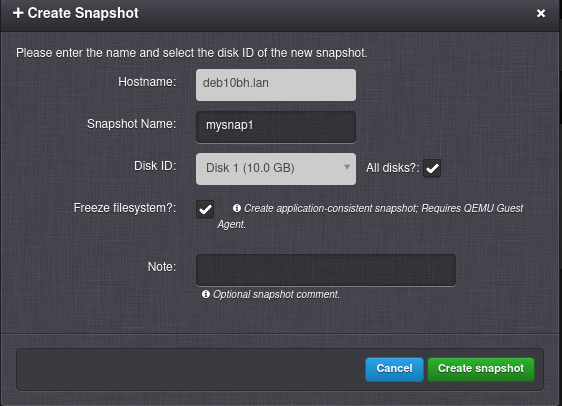 + Create Snapshot ×
Please enter the name and select the disk ID of the new snapshot.
Hostname: deb10bh.lan
Snapshot Name: mysnap1
Disk ID: Disk 1 (10.0 GB) All disks?:
Freeze filesystem?: Create application-consistent snapshot; Requires QEMU Guest
Agent.
Note:
Optional snapshot comment.
Cancel Create snapshot